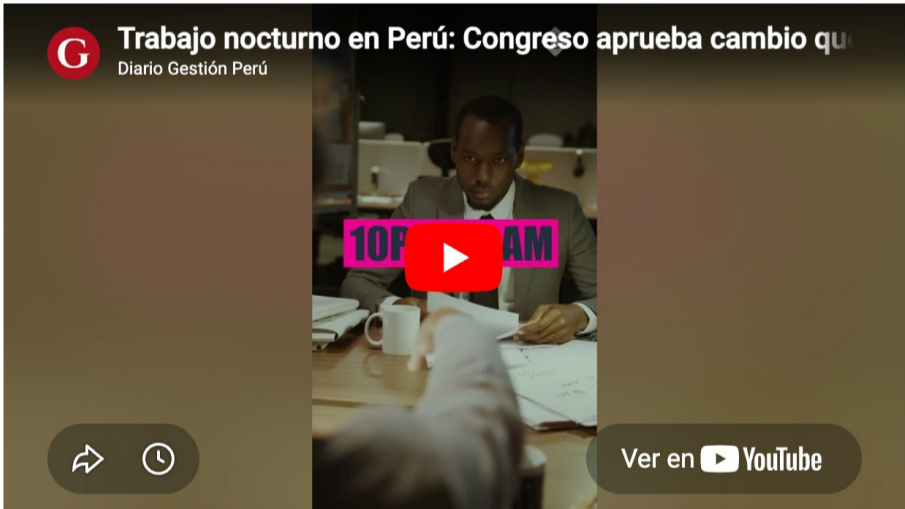 G
Trabajo nocturno en Perú: Congreso aprueba cambio
Diario Gestión Perú
10P AM
Ver en YouTube